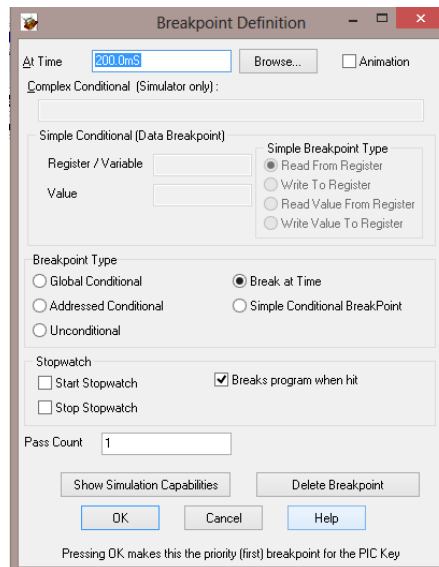 Breakpoint Definition
At Time 200.0mS Browse... Animation
Complex Conditional (Simulator only) :
Simple Conditional (Data Breakpoint)
Simple Breakpoint Type
Register / Variable
Read From Register
Write To Register
Value
Read Value From Register
Write Value To Register
Breakpoint Type
Global Conditional Break at Time
Addressed Conditional Simple Conditional BreakPoint
Unconditional
Stopwatch
Start Stopwatch Breaks program when hit
Stop Stopwatch
Pass Count 1
Show Simulation Capabilities Delete Breakpoint
OK Cancel Help
Pressing OK makes this the priority (first) breakpoint for the PIC Key